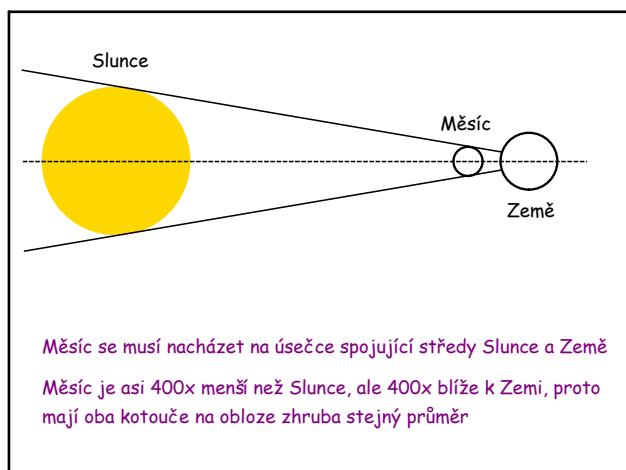 Slunce
Měsíc
Země
Měsíc se musí nacházet na úsečce spojující středy Slunce a Země
Měsíc je asi 400x menší než Slunce, ale 400x blíže k Zemi, proto
mají oba kotouče na obloze zhruba stejný průměr